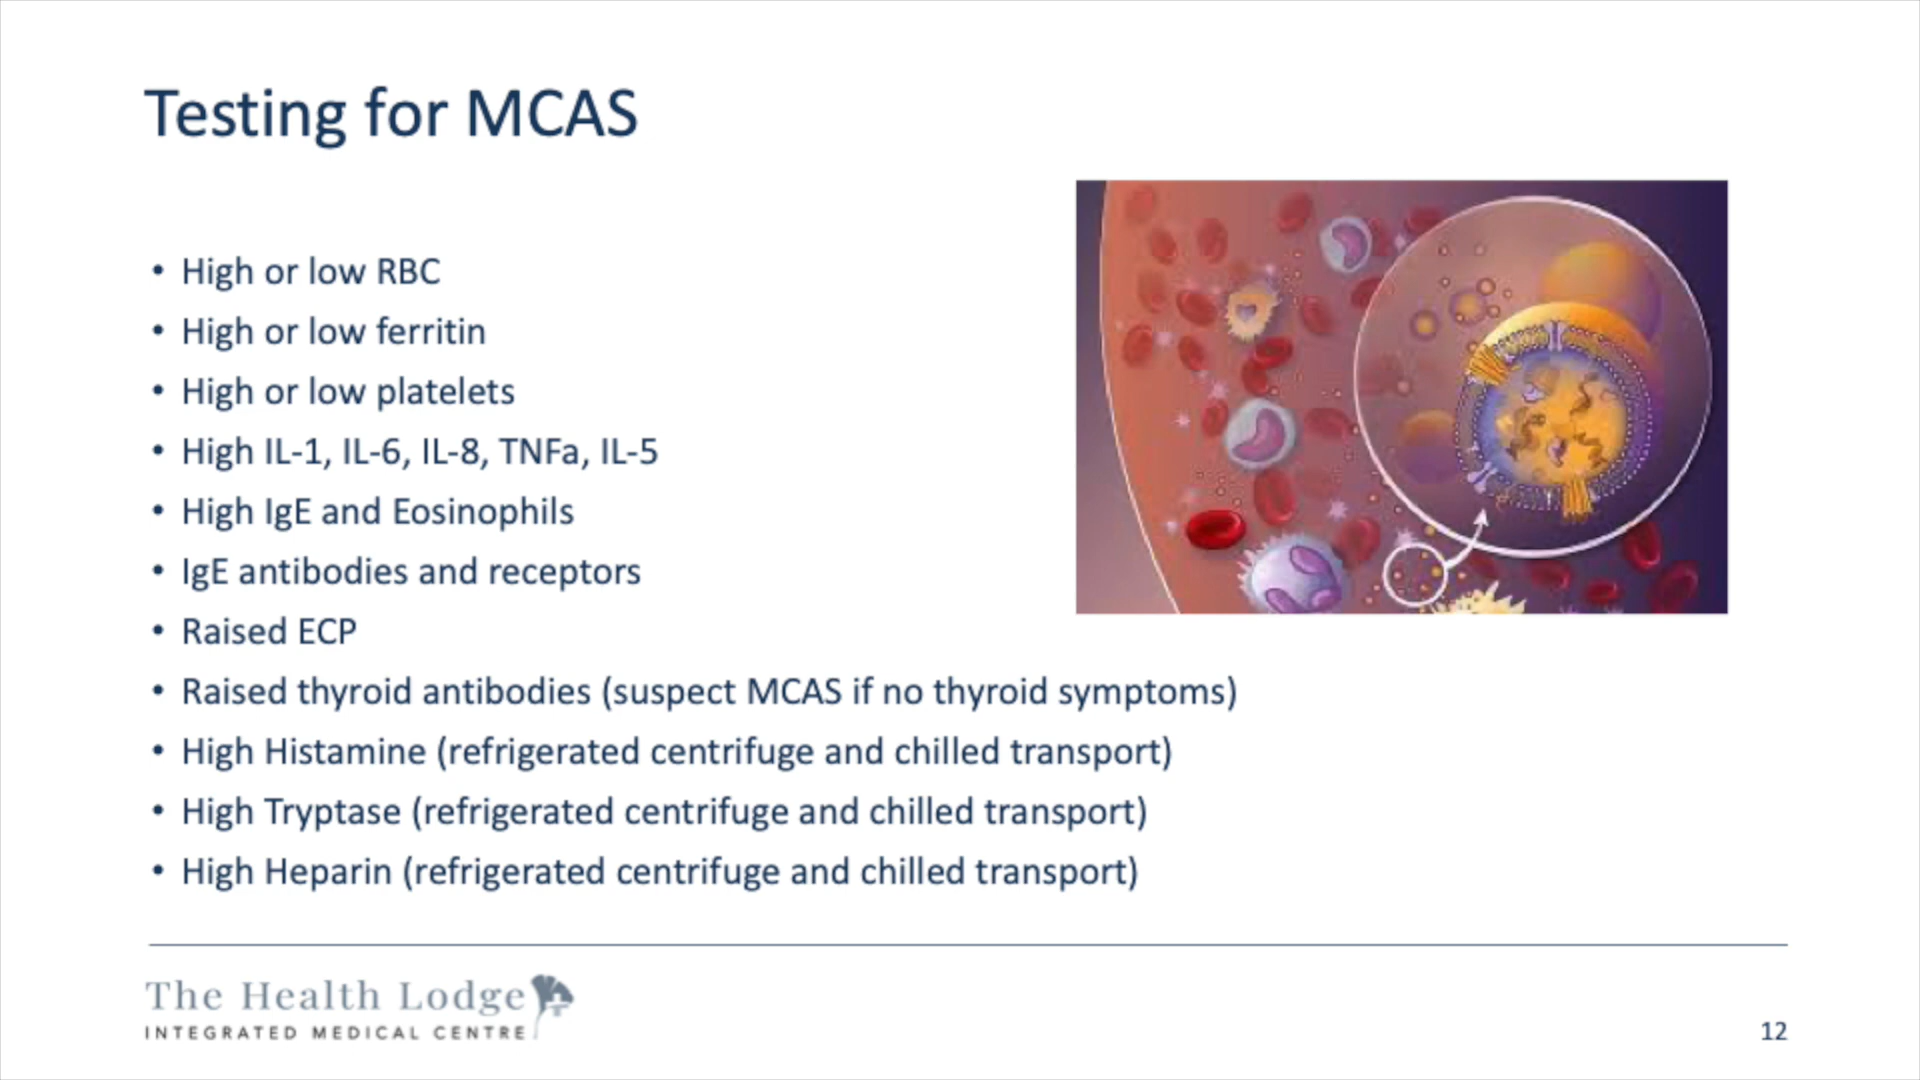 Testing for MCAS
• High or low RBC
• High or low ferritin
• High or low platelets
• High IL-1, IL-6, IL-8, TNFa, IL-5
• High IgE and Eosinophils
• IgE antibodies and receptors
• Raised ECP
• Raised thyroid antibodies (suspect MCAS if no thyroid symptoms)
• High Histamine (refrigerated centrifuge and chilled transport)
• High Tryptase (refrigerated centrifuge and chilled transport)
• High Heparin (refrigerated centrifuge and chilled transport)
The Health Lodge
INTEGRATED MEDICAL CENTRE
12